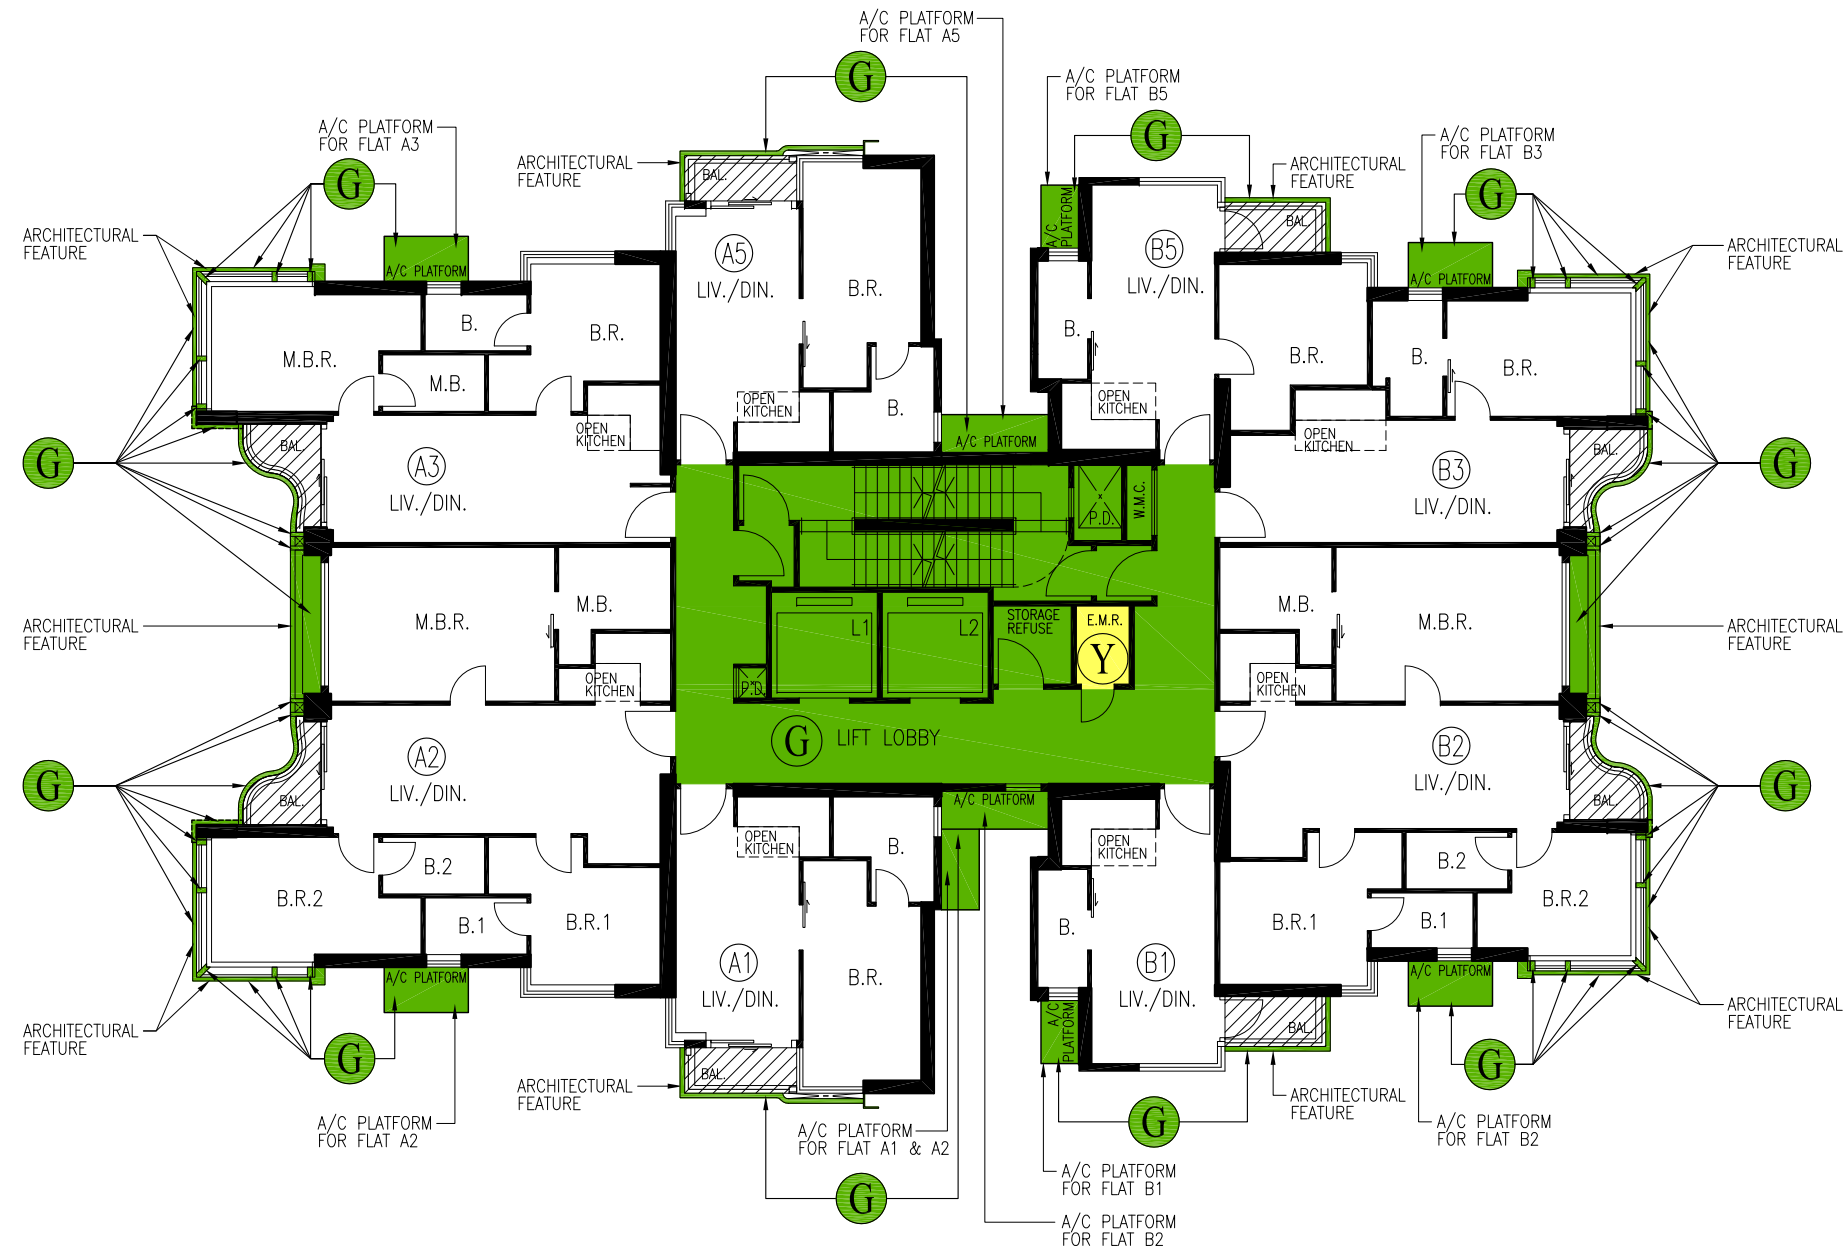 A/C PLATFORM
FOR FLAT A5
G
A/C PLATFORM
FOR FLAT B5
G
A/C PLATFORM
FOR FLAT A3
G
ARCHITECTURAL
FEATURE
BAL.
A/C PLATFORM
ARCHITECTURAL
FEATURE
BAL.
A/C PLATFORM
FOR FLAT B3
G
ARCHITECTURAL
FEATURE
A/C PLATFORM
A5
LIV./DIN.
B.R.
B5
LIV./DIN.
A/C PLATFORM
ARCHITECTURAL
FEATURE
M.B.R.
B.
M.B.
B.R.
OPEN
KITCHEN
OPEN
KITCHEN
B.
A/C PLATFORM
B.
OPEN
KITCHEN
B.R.
B.
B.R.
OPEN
KITCHEN
G
BAL.
A3
LIV./DIN.
B3
LIV./DIN.
BAL.
G
P.D.
W.M.C.
ARCHITECTURAL
FEATURE
M.B.R.
M.B.
OPEN
KITCHEN
L1
L2
STORAGE
REFUSE
E.M.R.
Y
P.D.
M.B.
M.B.R.
OPEN
KITCHEN
ARCHITECTURAL
FEATURE
G
LIFT LOBBY
G
BAL.
A2
LIV./DIN.
B2
LIV./DIN.
BAL.
G
A/C PLATFORM
OPEN
KITCHEN
B.
OPEN
KITCHEN
B.R.2
B.2
B.1
B.R.1
A/C PLATFORM
A1
LIV./DIN.
B.R.
B.
B1
LIV./DIN.
B.R.1
B.2
B.1
B.R.2
A/C PLATFORM
ARCHITECTURAL
FEATURE
G
A/C PLATFORM
FOR FLAT A2
BAL.
ARCHITECTURAL
FEATURE
A/C
PLATFORM
BAL.
ARCHITECTURAL
FEATURE
G
ARCHITECTURAL
FEATURE
A/C PLATFORM
FOR FLAT B2
A/C PLATFORM
FOR FLAT A1 & A2
G
G
A/C PLATFORM
FOR FLAT B1
A/C PLATFORM
FOR FLAT B2